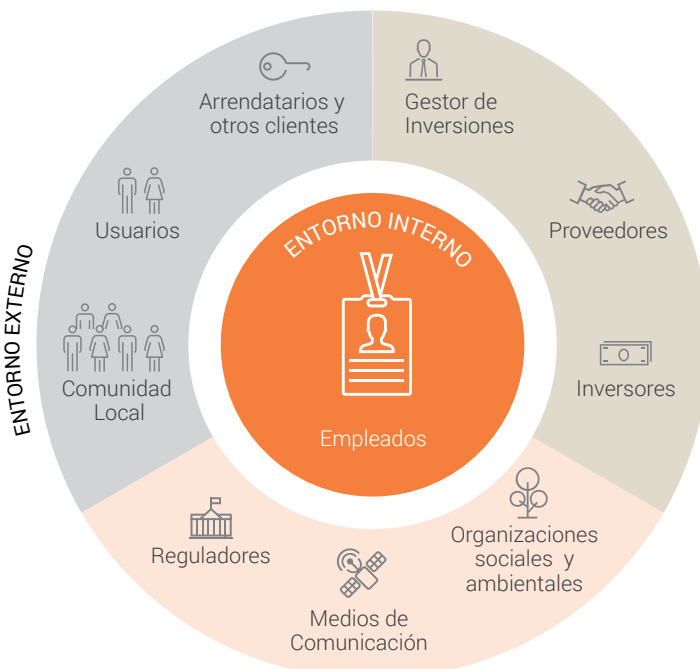 Arrendatarios y
otros clientes
Gestor de
Inversiones
Usuarios
Proveedores
ENTORNO EXTERNO
ENTORNO INTERNO
Comunidad
Local
Inversores
Empleados
Reguladores
Organizaciones
sociales y
ambientales
Medios de
Comunicación